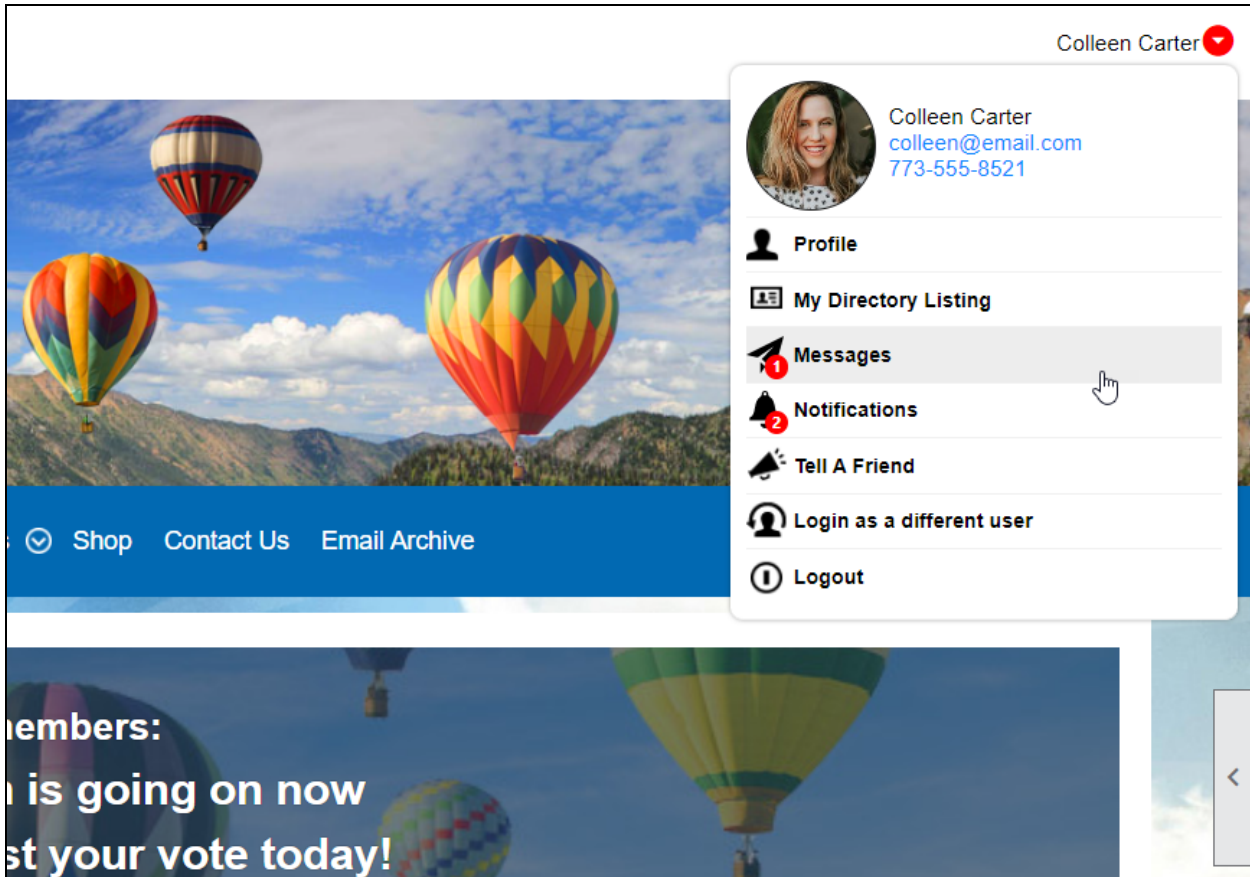 Colleen Carter
Colleen Carter
colleen@email.com
773-555-8521
Profile
My Directory Listing
1
Messages
2
Notifications
Tell A Friend
Login as a different user
Logout
Shop Contact Us Email Archive
embers:
is going on now
st your vote today!